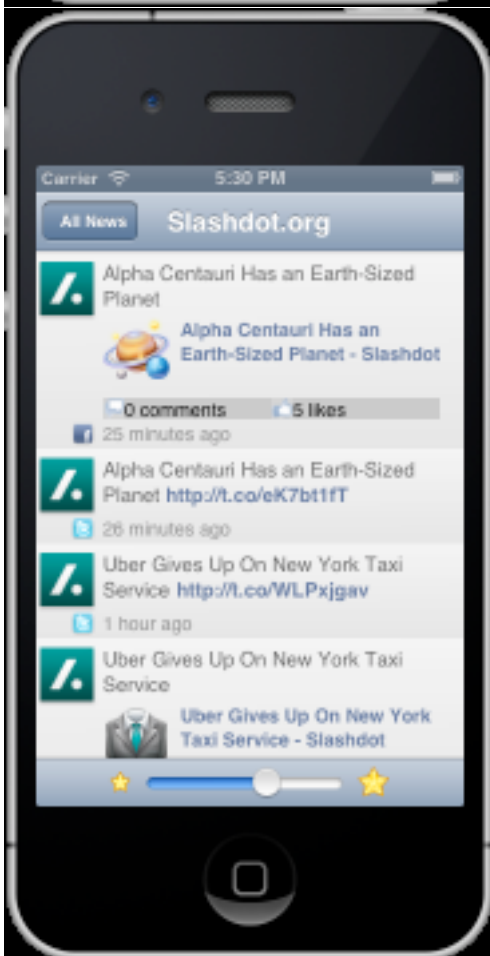 Carrier 5:30 PM
All News Slashdot.org
Alpha Centauri Has an Earth-Sized
Planet
Alpha Centauri Has an
Earth-Sized Planet - Slashdot
0 comments 5 likes
25 minutes ago
Alpha Centauri Has an Earth-Sized
Planet http://t.co/eK7bt1fT
26 minutes ago
Uber Gives Up On New York Taxi
Service http://t.co/WLPxjgav
1 hour ago
Uber Gives Up On New York Taxi
Service
Uber Gives Up On New York
Taxi Service - Slashdot